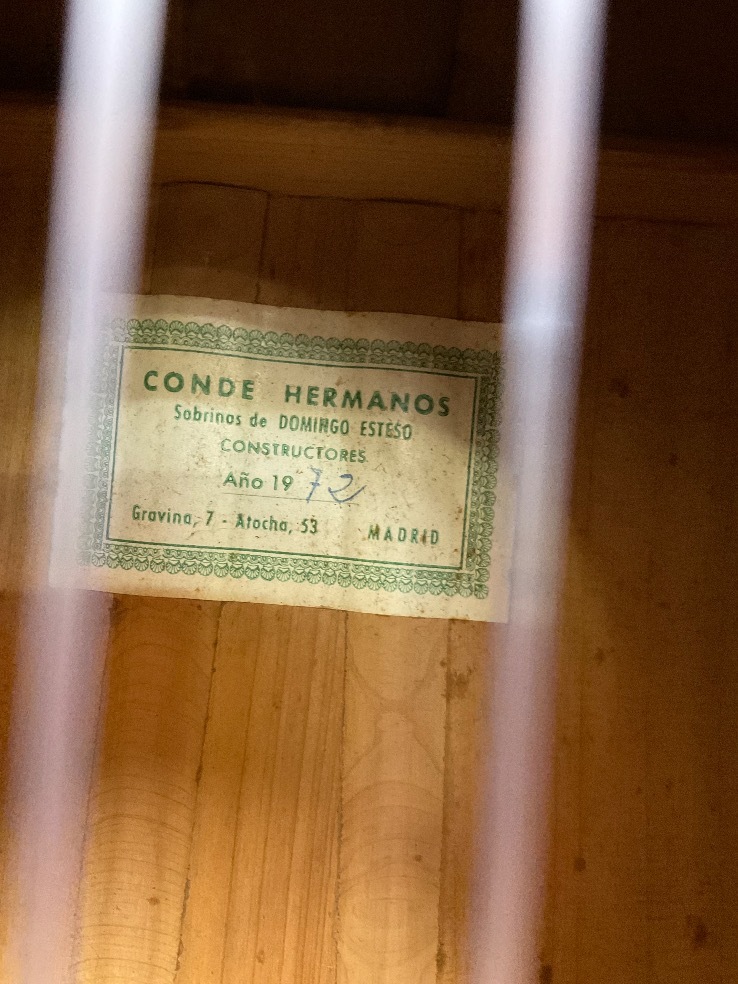 CONDE HERMANOS
Sobrinos de DOMINGO ESTESO
CONSTRUCTORES
Año 1972
Gravina, 7 - Atocha, 53 MADRID